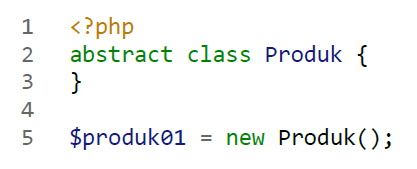 1 <?php
2 abstract class Produk {
3 }
4
5 $produk01 = new Produk();